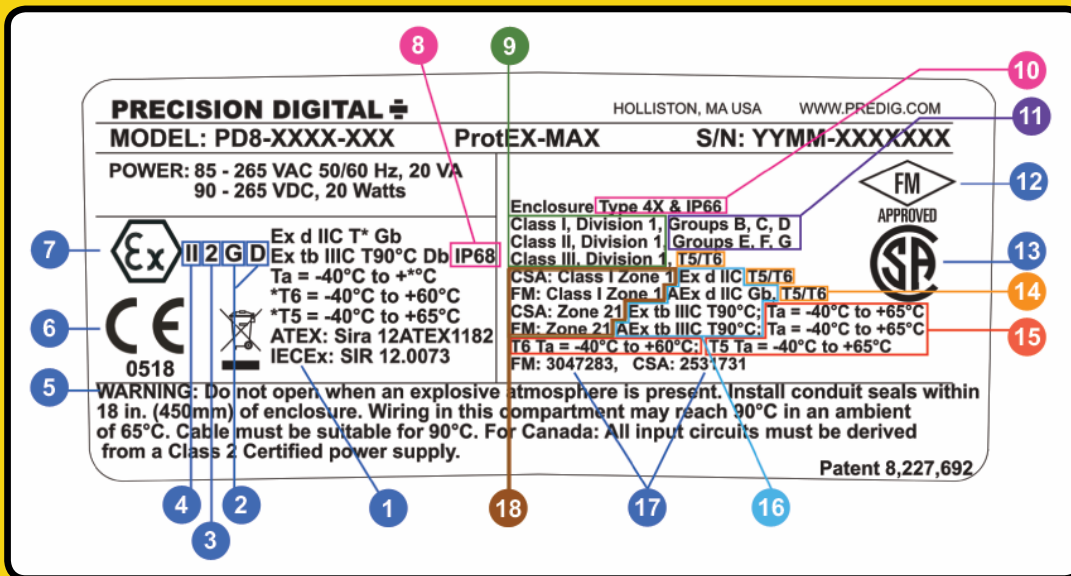 8
9
10
11
PRECISION DIGITAL
HOLLISTON, MA USA
WWW.PREDIG.COM
MODEL: PD8-XXXX-XXX
ProtEX-MAX
S/N: YYMM-XXXXXXX
POWER: 85 - 265 VAC 50/60 Hz, 20 VA
90 - 265 VDC, 20 Watts
7
Ex
II 2 G D
Ex d IIC T* Gb
Ex tb IIIC T90°C Db IP68
Ta = -40°C to +*°C
*T6 = -40°C to +60°C
*T5 = -40°C to +65°C
ATEX: Sira 12ATEX1182
IECEx: SIR 12.0073
6
CE
0518
Enclosure Type 4X & IP66
Class I, Division 1, Groups B, C, D
Class II, Division 1, Groups E, F, G
Class III, Division 1, T5/T6
CSA: Class I Zone 1 Ex d IIC T5/T6
FM: Class I Zone 1 AEx d IIC Gb, T5/T6
CSA: Zone 21 Ex tb IIIC T90°C; Ta = -40°C to +65°C
FM: Zone 21 AEx tb IIIC T90°C; Ta = -40°C to +65°C
T6 Ta = -40°C to +60°C; T5 Ta = -40°C to +65°C
FM: 3047283, CSA: 2531731
FM
APPROVED
12
SA
13
14
15
5
WARNING: Do not open when an explosive atmosphere is present. Install conduit seals within
18 in. (450mm) of enclosure. Wiring in this compartment may reach 90°C in an ambient
of 65°C. Cable must be suitable for 90°C. For Canada: All input circuits must be derived
from a Class 2 Certified power supply.
Patent 8,227,692
4
3
2
1
18
17
16